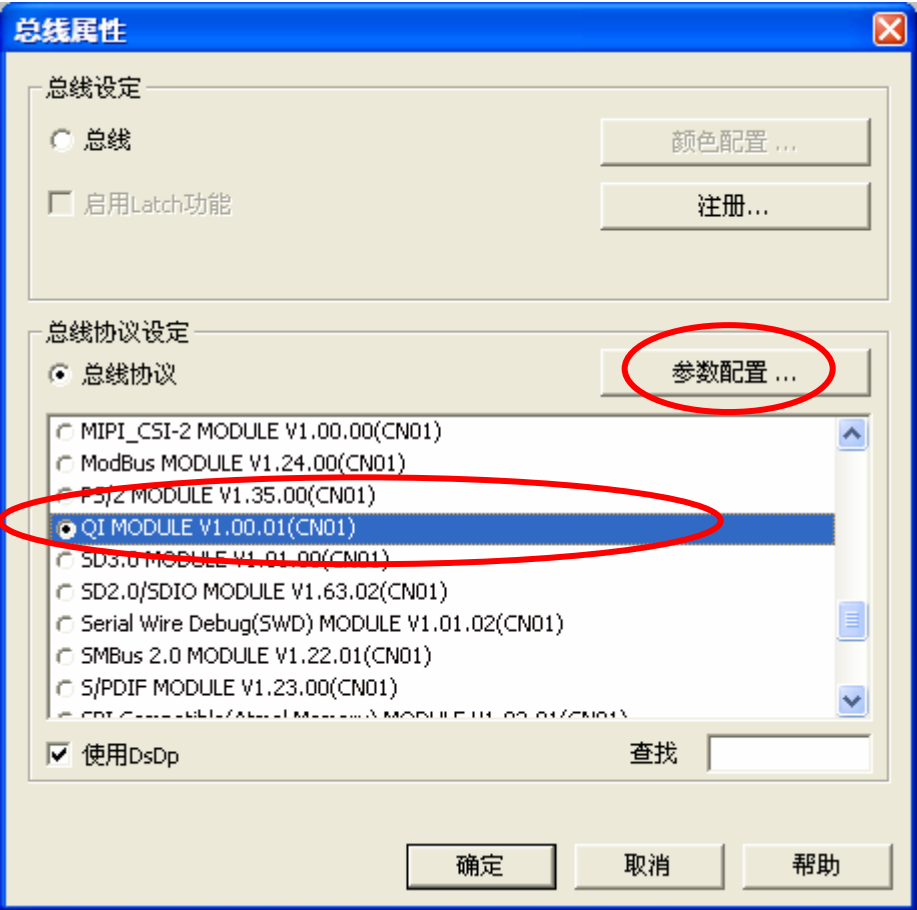 总线属性
总线设定
总线
颜色配置 ...
启用Latch功能
注册...
总线协议设定
总线协议
参数配置 ...
MIPI_CSI-2 MODULE V1.00.00(CN01)
ModBus MODULE V1.24.00(CN01)
PS/2 MODULE V1.35.00(CN01)
QI MODULE V1.00.01(CN01)
SD3.0 MODULE V1.01.00(CN01)
SD2.0/SDIO MODULE V1.63.02(CN01)
Serial Wire Debug(SWD) MODULE V1.01.02(CN01)
SMBus 2.0 MODULE V1.22.01(CN01)
S/PDIF MODULE V1.23.00(CN01)
SPI Compatible(Atmel Memory) MODULE
使用DsDp
查找
确定
取消
帮助